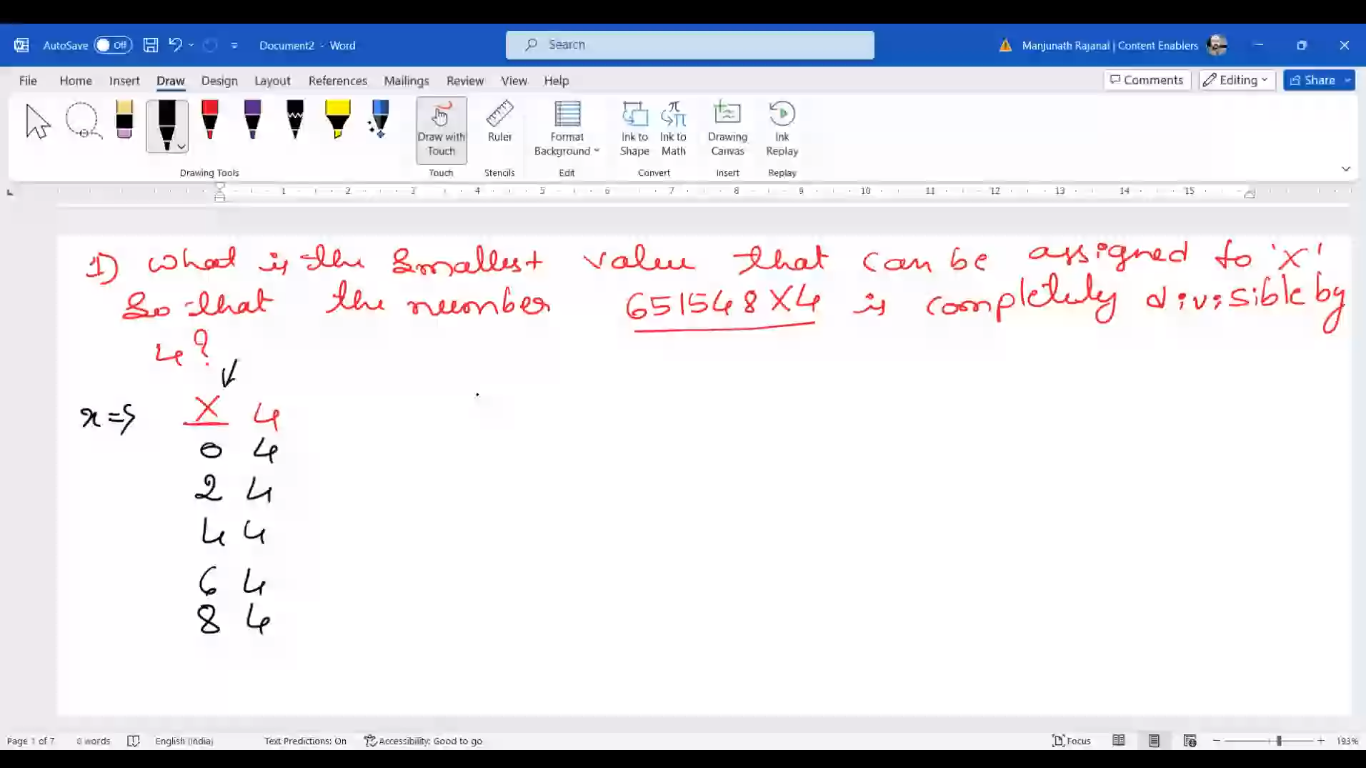 AutoSave Off Document2 - Word Search Manjunath Rajanal | Content Enablers
File Home Insert Draw Design Layout References Mailings Review View Help Comments Editing Share
Draw with Touch Ruler Format Background Ink to Shape Ink to Math Drawing Canvas Ink Replay
Drawing Tools Touch Stencils Edit Convert Insert Replay
1 2 3 4 5 6 7 8 9 10 11 12 13 14 15
1) What is the smallest value that can be assigned to 'X'
So that the number 651548X4 is completely divisible by
4?
x => X 4
0 4
2 4
4 4
6 4
8 4
Page 1 of 7 0 words English (India) Text Predictions: On Accessibility: Good to go Focus 193%